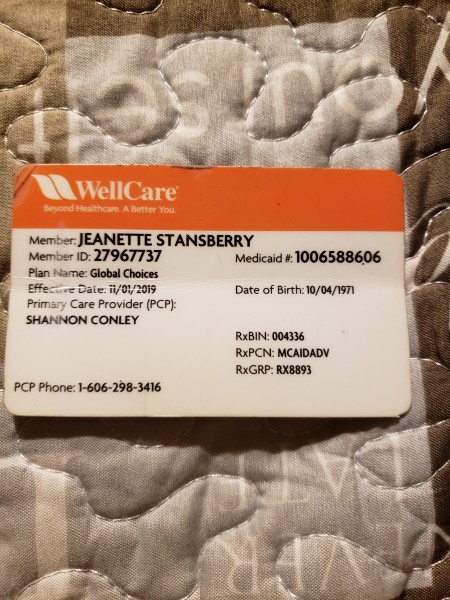 WellCare®
Beyond Healthcare. A Better You.
Member: JEANETTE STANSBERRY
Member ID: 27967737
Medicaid #: 1006588606
Plan Name: Global Choices
Effective Date: 11/01/2019
Date of Birth: 10/04/1971
Primary Care Provider (PCP):
SHANNON CONLEY
RxBIN: 004336
RxPCN: MCAIDADV
RxGRP: RX8893
PCP Phone: 1-606-298-3416